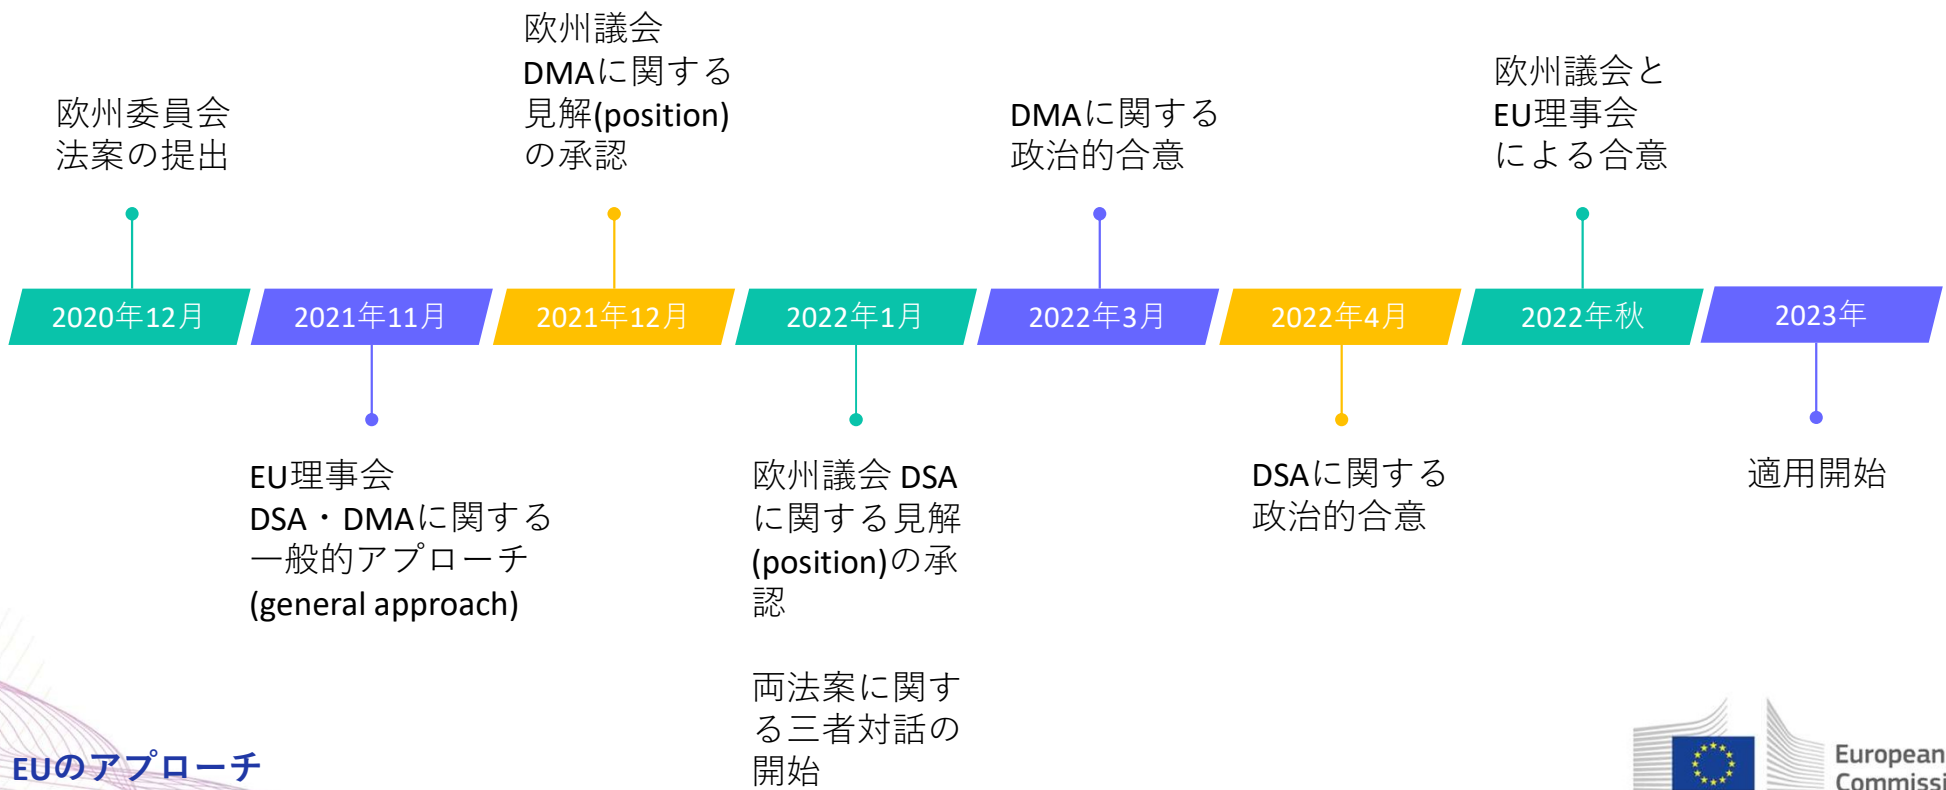 欧州委員会
法案の提出
欧州議会
DMAに関する
見解(position)
の承認
DMAに関する
政治的合意
欧州議会と
EU理事会
による合意
2020年12月
2021年11月
2021年12月
2022年1月
2022年3月
2022年4月
2022年秋
2023年
EU理事会
DSA・DMAに関する
一般的アプローチ
(general approach)
欧州議会 DSA
に関する見解
(position)の承
認
両法案に関す
る三者対話の
開始
DSAに関する
政治的合意
適用開始
EUのアプローチ
European
Commissi